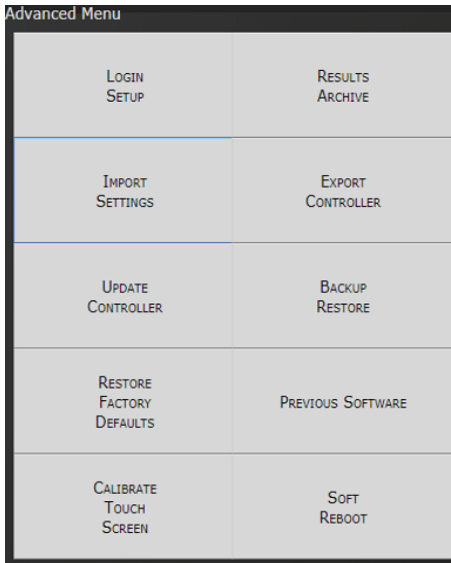 Advanced Menu
LOGIN
SETUP
RESULTS
ARCHIVE
IMPORT
SETTINGS
EXPORT
CONTROLLER
UPDATE
CONTROLLER
BACKUP
RESTORE
RESTORE
FACTORY
DEFAULTS
PREVIOUS SOFTWARE
CALIBRATE
TOUCH
SCREEN
SOFT
REBOOT